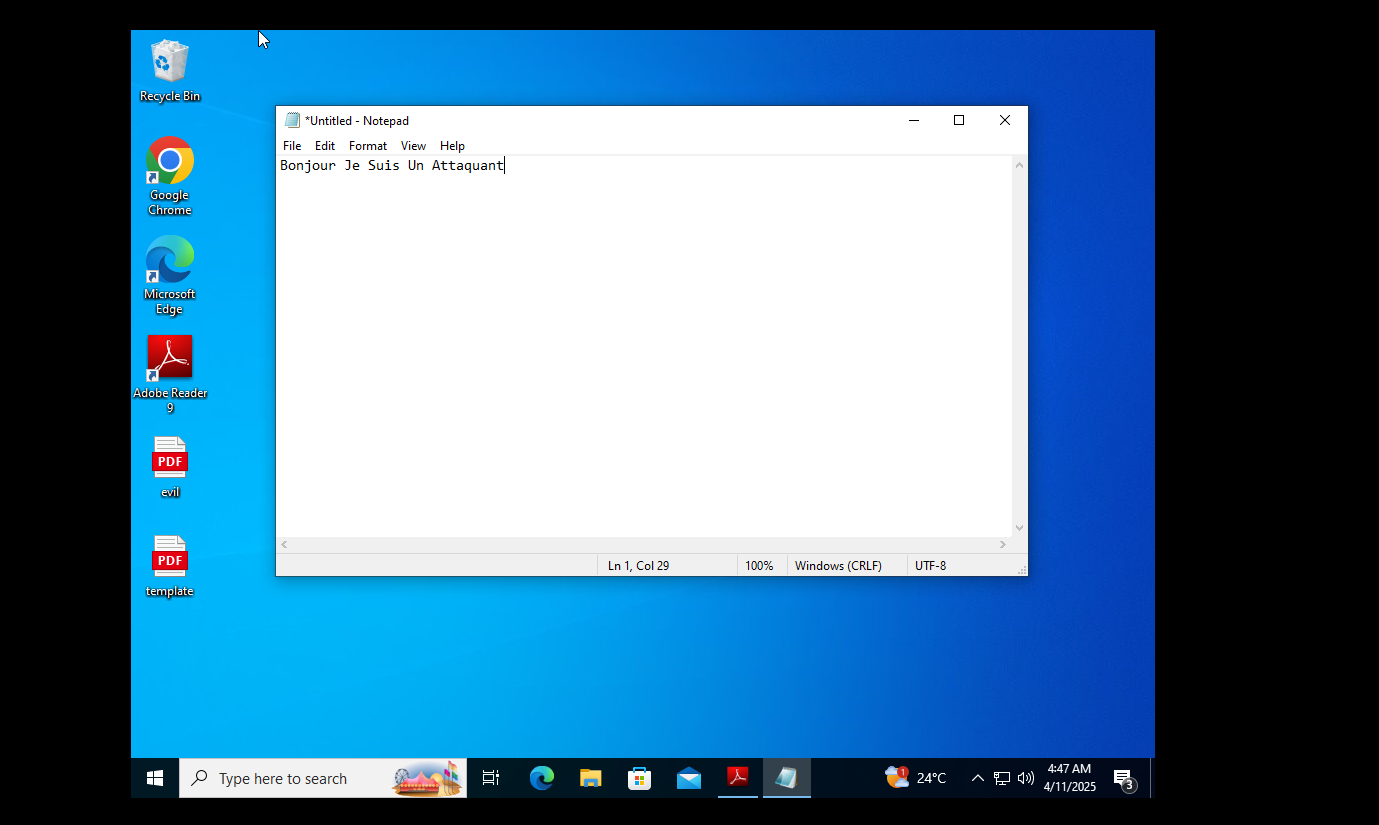 Recycle Bin
Google
Chrome
Microsoft
Edge
Adobe Reader
9
PDF
evil
PDF
template
*Untitled - Notepad
File Edit Format View Help
Bonjour Je Suis Un Attaquant
Ln 1, Col 29 100% Windows (CRLF) UTF-8
Type here to search
1
24°C
4:47 AM
4/11/2025
3